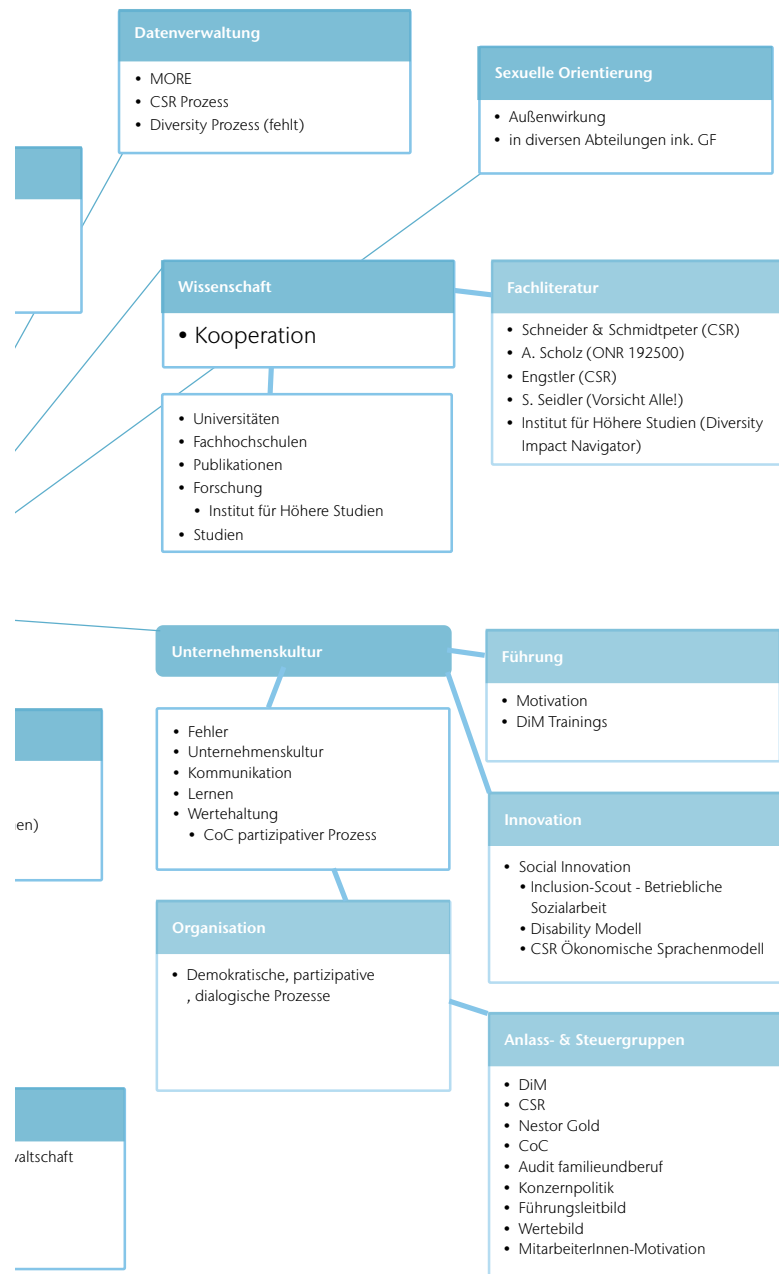 Datenverwaltung
• MORE
• CSR Prozess
• Diversity Prozess (fehlt)
Sexuelle Orientierung
• Außenwirkung
• in diversen Abteilungen ink. GF
Wissenschaft
• Kooperation
• Universitäten
• Fachhochschulen
• Publikationen
• Forschung
• Institut für Höhere Studien
• Studien
Fachliteratur
• Schneider & Schmidtpeter (CSR)
• A. Scholz (ONR 192500)
• Engstler (CSR)
• S. Seidler (Vorsicht Alle!)
• Institut für Höhere Studien (Diversity
Impact Navigator)
Unternehmenskultur
• Fehler
• Unternehmenskultur
• Kommunikation
• Lernen
• Wertehaltung
• CoC partizipativer Prozess
Führung
• Motivation
• DiM Trainings
en)
Innovation
• Social Innovation
• Inclusion-Scout - Betriebliche
Sozialarbeit
• Disability Modell
• CSR Ökonomische Sprachenmodell
Organisation
• Demokratische, partizipative
, dialogische Prozesse
Anlass- & Steuergruppen
• DiM
• CSR
• Nestor Gold
• CoC
• Audit familieundberuf
• Konzernpolitik
• Führungsleitbild
• Wertebild
• MitarbeiterInnen-Motivation
valtschaft